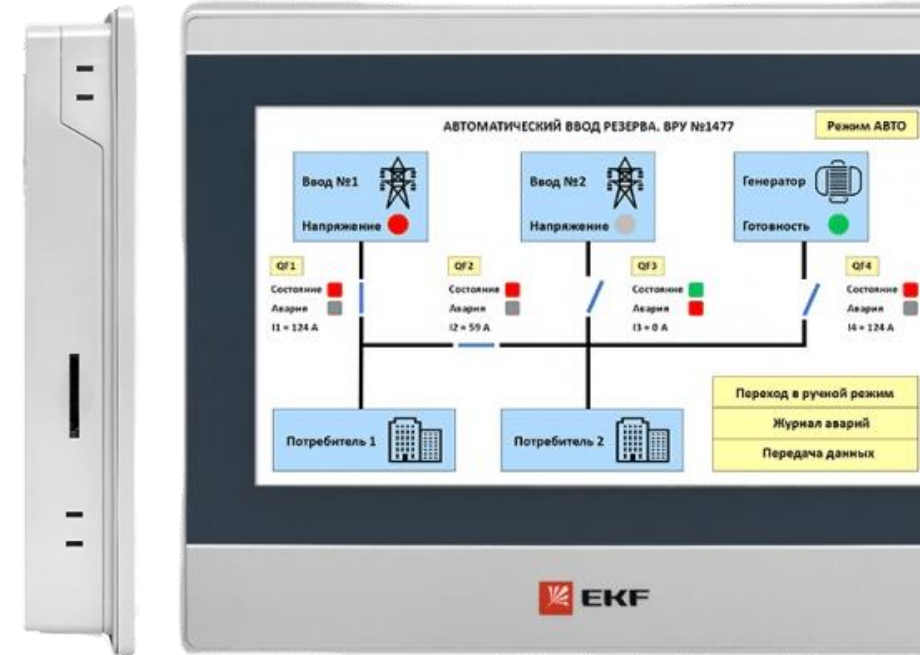 АВТОМАТИЧЕСКИЙ ВВОД РЕЗЕРВА. ВРУ №1477
Режим АВТО
Ввод №1
Напряжение
Ввод №2
Напряжение
Генератор
Готовность
QF1
Состояние
Авария
I1 = 124 А
QF2
Состояние
Авария
I2 = 59 А
QF3
Состояние
Авария
I3 = 0 А
QF4
Состояние
Авария
I4 = 124 А
Потребитель 1
Потребитель 2
Переход в ручной режим
Журнал аварий
Передача данных
EKF